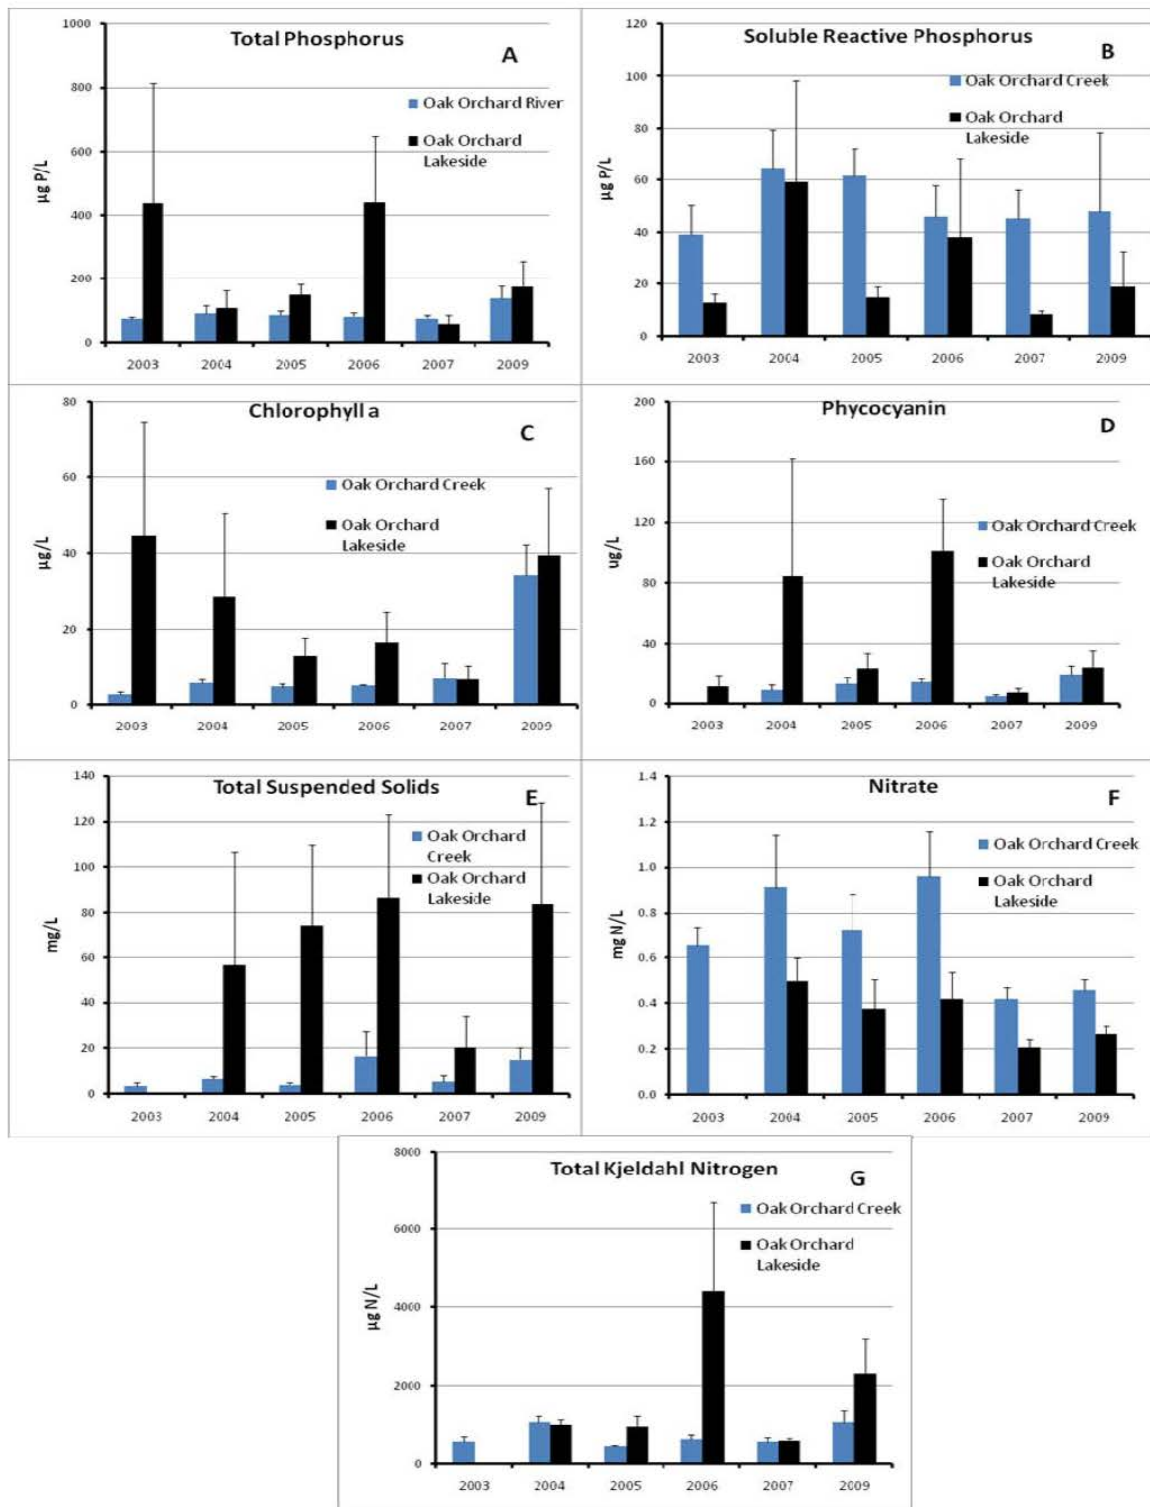 Total Phosphorus
A
1000
800
600
400
200
0
µg P/L
Oak Orchard River
Oak Orchard
Lakeside
2003 2004 2005 2006 2007 2009
Soluble Reactive Phosphorus
B
120
100
80
60
40
20
0
µg P/L
Oak Orchard Creek
Oak Orchard
Lakeside
2003 2004 2005 2006 2007 2009
Chlorophyll a
C
80
60
40
20
0
µg/L
Oak Orchard Creek
Oak Orchard
Lakeside
2003 2004 2005 2006 2007 2009
Phycocyanin
D
200
160
120
80
40
0
ug/L
Oak Orchard Creek
Oak Orchard
Lakeside
2003 2004 2005 2006 2007 2009
Total Suspended Solids
E
140
120
100
80
60
40
20
0
mg/L
Oak Orchard
Creek
Oak Orchard
Lakeside
2003 2004 2005 2006 2007 2009
Nitrate
F
1.4
1.2
1.0
0.8
0.6
0.4
0.2
0.0
mg N/L
Oak Orchard Creek
Oak Orchard
Lakeside
2003 2004 2005 2006 2007 2009
Total Kjeldahl Nitrogen
G
8000
6000
4000
2000
0
µg N/L
Oak Orchard Creek
Oak Orchard
Lakeside
2003 2004 2005 2006 2007 2009